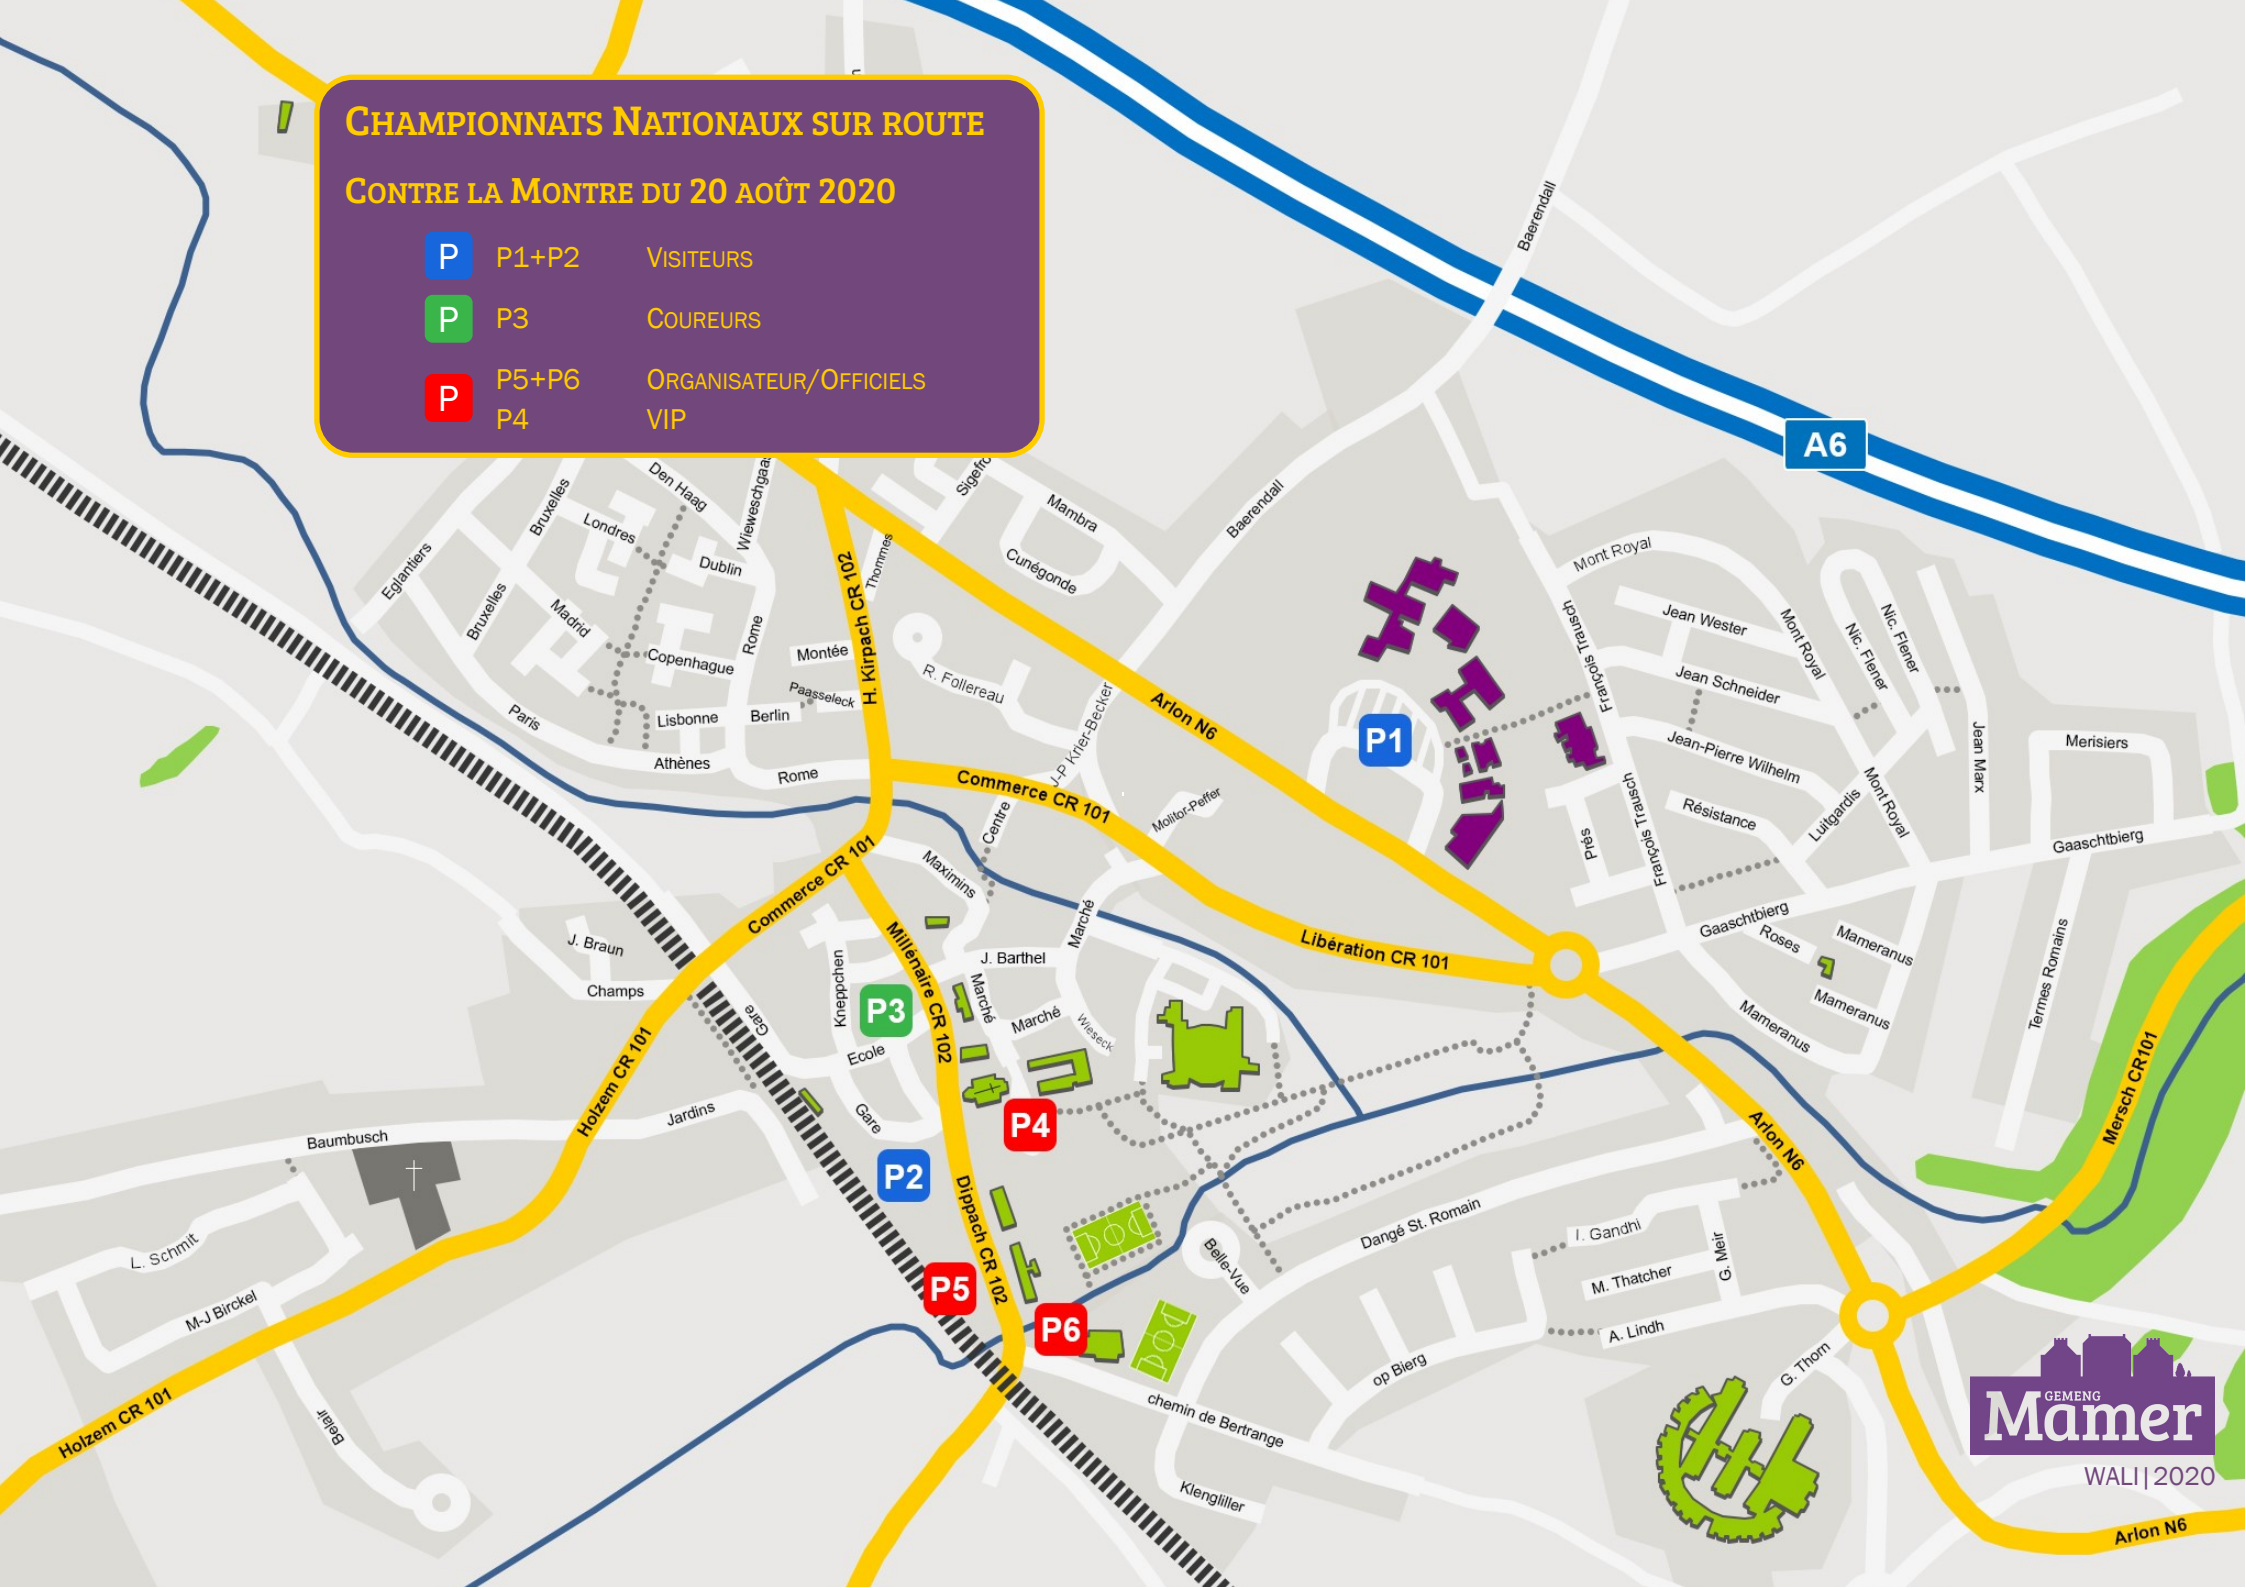 Championnats Nationaux sur route
Contre la Montre du 20 août 2020
P P1+P2 Visiteurs
P P3 Coureurs
P P5+P6 Organisateur/Officiels
P4 VIP
A6
Baerendall
Baerendall
Den Haag
Wieweschgaas
Bruxelles
Londres
Dublin
Eglantiers
Bruxelles
Madrid
Rome
Copenhague
Paris
Lisbonne
Berlin
Athènes
Rome
Montée
Paasseleck
H. Kirpach CR 102
Thommes
Sigefro
Mambra
Cunégonde
R. Follereau
J-P Krier-Becker
Arlon N6
Commerce CR 101
Centre
Molitor-Peffer
P1
Mont Royal
François Trausch
Jean Wester
Mont Royal
Nic. Flener
Nic. Flener
Jean Schneider
Jean-Pierre Wilhelm
Jean Marx
Merisiers
François Trausch
Prés
Résistance
Luitgardis
Mont Royal
Gaaschtbierg
Gaaschtbierg
Roses
Mameranus
Mameranus
Mameranus
Termes Romains
Mersch CR101
Commerce CR 101
Maximins
Marché
Millénaire CR 102
J. Barthel
Libération CR 101
J. Braun
Champs
Kneppchen
P3
Marché
Marché
Wieseck
Gare
Ecole
Holzem CR 101
Jardins
Gare
P4
Baumbusch
P2
Dippach CR 102
Arlon N6
Dangé St. Romain
Belle-Vue
I. Gandhi
G. Meir
M. Thatcher
A. Lindh
L. Schmit
M-J Birckel
P5
P6
op Bierg
G. Thorn
chemin de Bertrange
Holzem CR 101
Belair
Klengliller
Arlon N6
GEMENG
Mamer
WALI|2020